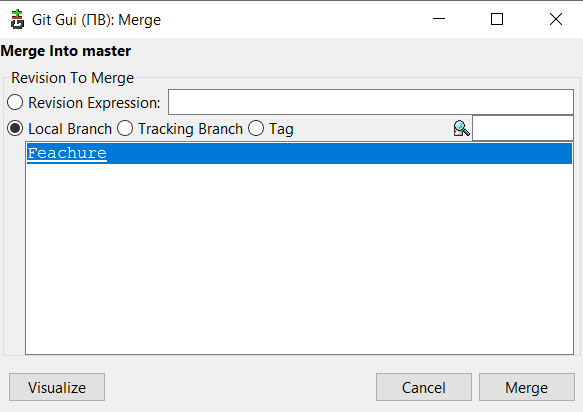 Git Gui (ПВ): Merge
Merge Into master
Revision To Merge
Revision Expression:
Local Branch Tracking Branch Tag
Feachure
Visualize Cancel Merge